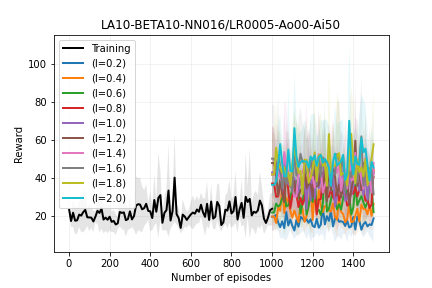 LA10-BETA10-NN016/LR0005-Ao00-Ai50
Training
(l=0.2)
(l=0.4)
(l=0.6)
(l=0.8)
(l=1.0)
(l=1.2)
(l=1.4)
(l=1.6)
(l=1.8)
(l=2.0)
Reward
100
80
60
40
20
0 200 400 600 800 1000 1200 1400
Number of episodes